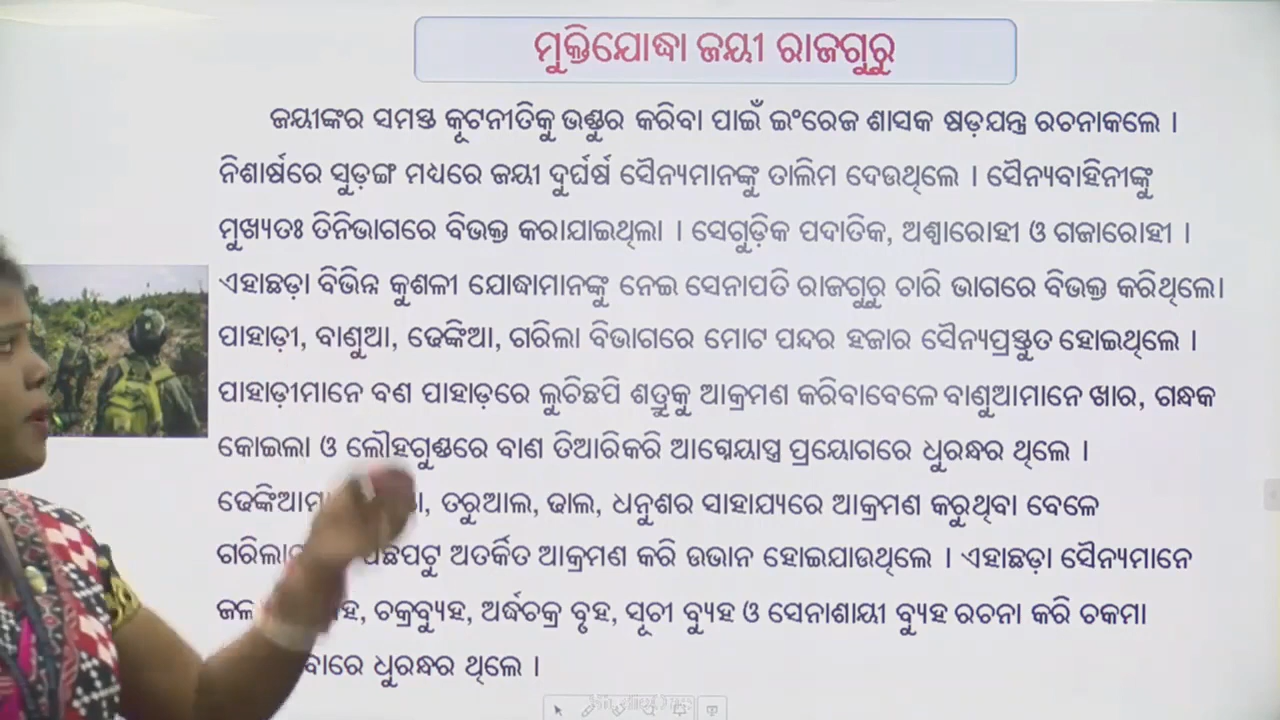 ମୁକ୍ତିଯୋଦ୍ଧା ଜୟୀ ରାଜଗୁରୁ
ଜୟୀଙ୍କର ସମସ୍ତ କୂଟନୀତିକୁ ଭଣ୍ଡୁର କରିବା ପାଇଁ ଇଂରେଜ ଶାସକ ଷଡ଼ଯନ୍ତ୍ର ରଚନାକଲେ ।
ନିଶାର୍ଷରେ ସୁଡ଼ଙ୍ଗ ମଧ୍ୟରେ ଜୟୀ ଦୁର୍ଘର୍ଷ ସୈନ୍ୟମାନଙ୍କୁ ତାଲିମ ଦେଉଥିଲେ । ସୈନ୍ୟବାହିନୀଙ୍କୁ
ମୁଖ୍ୟତଃ ତିନିଭାଗରେ ବିଭକ୍ତ କରାଯାଇଥିଲା । ସେଗୁଡ଼ିକ ପଦାତିକ, ଅଶ୍ୱାରୋହୀ ଓ ଗଜାରୋହୀ ।
ଏହାଛଡ଼ା ବିଭିନ୍ନ କୁଶଳୀ ଯୋଦ୍ଧାମାନଙ୍କୁ ନେଇ ସେନାପତି ରାଜଗୁରୁ ଚାରି ଭାଗରେ ବିଭକ୍ତ କରିଥିଲେ।
ପାହାଡ଼ୀ, ବାଣୁଆ, ଢେଙ୍କିଆ, ଗରିଲା ବିଭାଗରେ ମୋଟ ପନ୍ଦର ହଜାର ସୈନ୍ୟପ୍ରସ୍ତୁତ ହୋଇଥିଲେ ।
ପାହାଡ଼ୀମାନେ ବଣ ପାହାଡ଼ରେ ଲୁଚିଛପି ଶତ୍ରୁକୁ ଆକ୍ରମଣ କରିବାବେଳେ ବାଣୁଆମାନେ ଖାର, ଗନ୍ଧକ
କୋଇଲା ଓ ଲୌହଗୁଣ୍ଡରେ ବାଣ ତିଆରିକରି ଆଗ୍ନେୟାସ୍ତ୍ର ପ୍ରୟୋଗରେ ଧୁରନ୍ଧର ଥିଲେ ।
ତରୁଆଲ, ଢାଲ, ଧନୁଶର ସାହାଯ୍ୟରେ ଆକ୍ରମଣ କରୁଥିବା ବେଳେ
ପଛପଟୁ ଅତର୍କିତ ଆକ୍ରମଣ କରି ଉଭାନ ହୋଇଯାଉଥିଲେ । ଏହାଛଡ଼ା ସୈନ୍ୟମାନେ
ଚକ୍ରବ୍ୟୁହ, ଅର୍ଦ୍ଧଚକ୍ର ବୃହ, ସୂଚୀ ବ୍ୟୁହ ଓ ସେନାଶାୟୀ ବ୍ୟୁହ ରଚନା କରି ଚକମା
ଧୁରନ୍ଧର ଥିଲେ ।